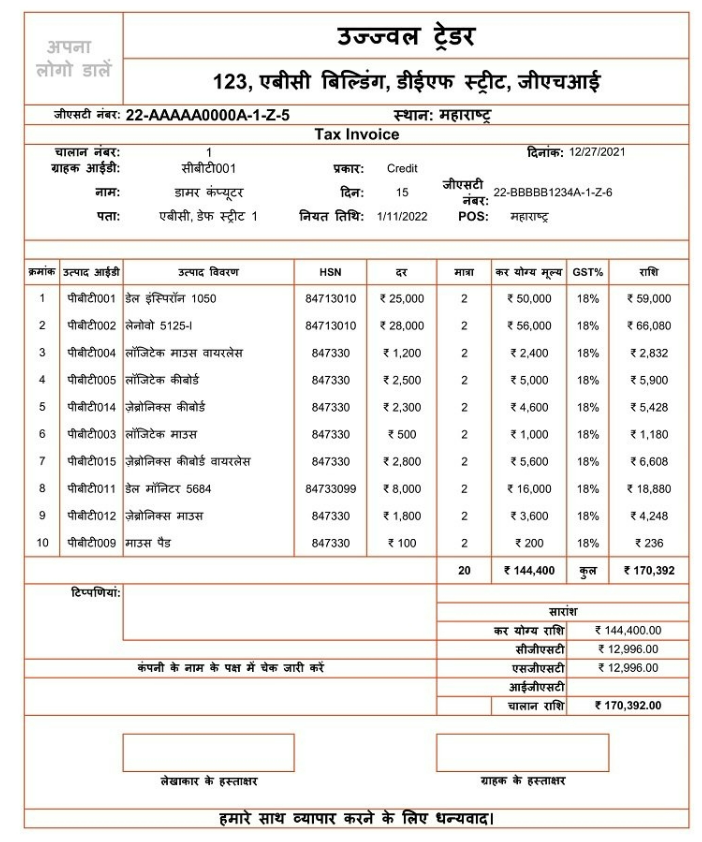 अपना
लोगो डालें
उज्ज्वल ट्रेडर
123, एबीसी बिल्डिंग, डीईएफ स्ट्रीट, जीएचआई
जीएसटी नंबर: 22-AAAAA0000A-1-Z-5 स्थान: महाराष्ट्र
Tax Invoice
चालान नंबर: 1 दिनांक: 12/27/2021
ग्राहक आईडी: सीबीटी001 प्रकार: Credit
नाम: डामर कंप्यूटर दिन: 15 जीएसटी नंबर: 22-BBBBB1234A-1-Z-6
पता: एबीसी, डेफ स्ट्रीट 1 नियत तिथि: 1/11/2022 POS: महाराष्ट्र
क्रमांक उत्पाद आईडी उत्पाद विवरण HSN दर मात्रा कर योग्य मूल्य GST% राशि
1 पीबीटी001 डेल इंस्पिरॉन 1050 84713010 ₹ 25,000 2 ₹ 50,000 18% ₹ 59,000
2 पीबीटी002 लेनोवो 5125-I 84713010 ₹ 28,000 2 ₹ 56,000 18% ₹ 66,080
3 पीबीटी004 लॉजिटेक माउस वायरलेस 847330 ₹ 1,200 2 ₹ 2,400 18% ₹ 2,832
4 पीबीटी005 लॉजिटेक कीबोर्ड 847330 ₹ 2,500 2 ₹ 5,000 18% ₹ 5,900
5 पीबीटी014 ज़ेब्रोनिक्स कीबोर्ड 847330 ₹ 2,300 2 ₹ 4,600 18% ₹ 5,428
6 पीबीटी003 लॉजिटेक माउस 847330 ₹ 500 2 ₹ 1,000 18% ₹ 1,180
7 पीबीटी015 ज़ेब्रोनिक्स कीबोर्ड वायरलेस 847330 ₹ 2,800 2 ₹ 5,600 18% ₹ 6,608
8 पीबीटी011 डेल मॉनिटर 5684 84733099 ₹ 8,000 2 ₹ 16,000 18% ₹ 18,880
9 पीबीटी012 ज़ेब्रोनिक्स माउस 847330 ₹ 1,800 2 ₹ 3,600 18% ₹ 4,248
10 पीबीटी009 माउस पैड 847330 ₹ 100 2 ₹ 200 18% ₹ 236
20 ₹ 144,400 कुल ₹ 170,392
टिप्पणियां:
सारांश
कर योग्य राशि ₹ 144,400.00
सीजीएसटी ₹ 12,996.00
कंपनी के नाम के पक्ष में चेक जारी करें एसजीएसटी ₹ 12,996.00
आईजीएसटी
चालान राशि ₹ 170,392.00
लेखाकार के हस्ताक्षर ग्राहक के हस्ताक्षर
हमारे साथ व्यापार करने के लिए धन्यवाद।